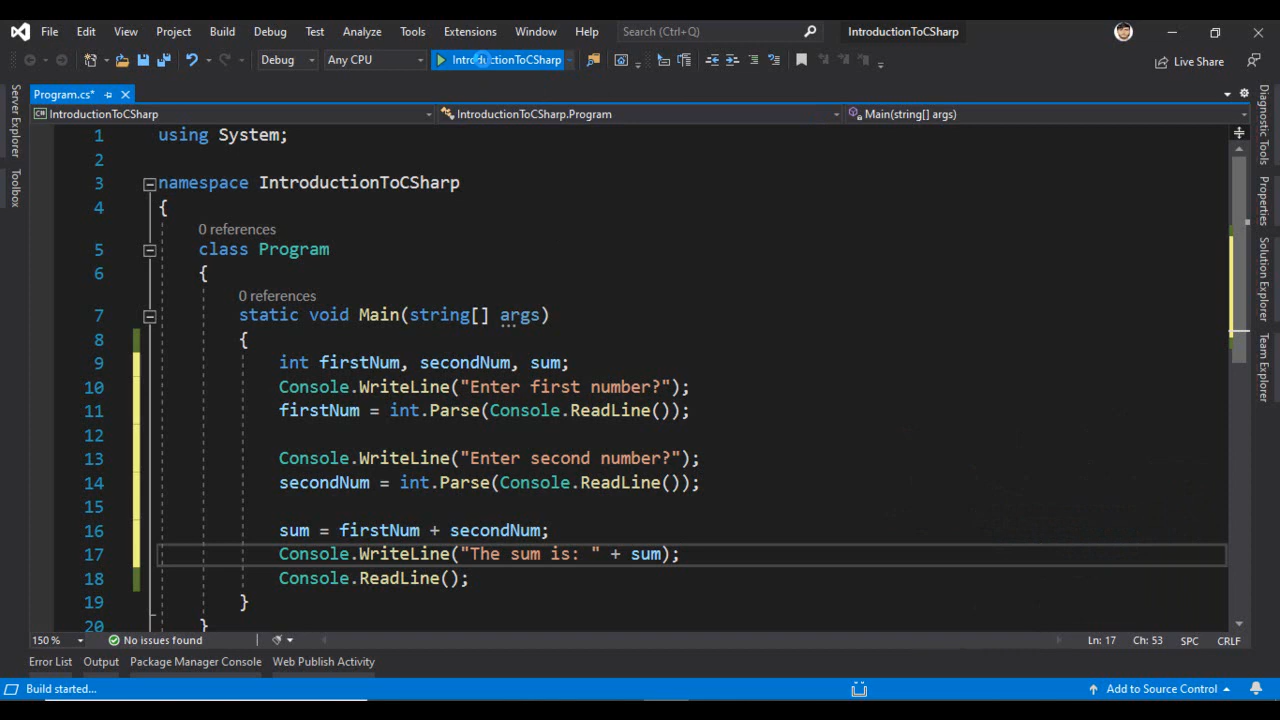 File Edit View Project Build Debug Test Analyze Tools Extensions Window Help Search (Ctrl+Q) IntroductionToCSharp
Debug Any CPU IntroductionToCSharp Live Share
Program.cs*
IntroductionToCSharp IntroductionToCSharp.Program Main(string[] args)
Server Explorer
Toolbox
1 using System;
2
3 namespace IntroductionToCSharp
4 {
0 references
5 class Program
6 {
0 references
7 static void Main(string[] args)
8 {
9 int firstNum, secondNum, sum;
10 Console.WriteLine("Enter first number?");
11 firstNum = int.Parse(Console.ReadLine());
12
13 Console.WriteLine("Enter second number?");
14 secondNum = int.Parse(Console.ReadLine());
15
16 sum = firstNum + secondNum;
17 Console.WriteLine("The sum is: " + sum);
18 Console.ReadLine();
19 }
20 }
Diagnostic Tools
Properties
Solution Explorer
Team Explorer
150 % No issues found Ln: 17 Ch: 53 SPC CRLF
Error List Output Package Manager Console Web Publish Activity
Build started... Add to Source Control